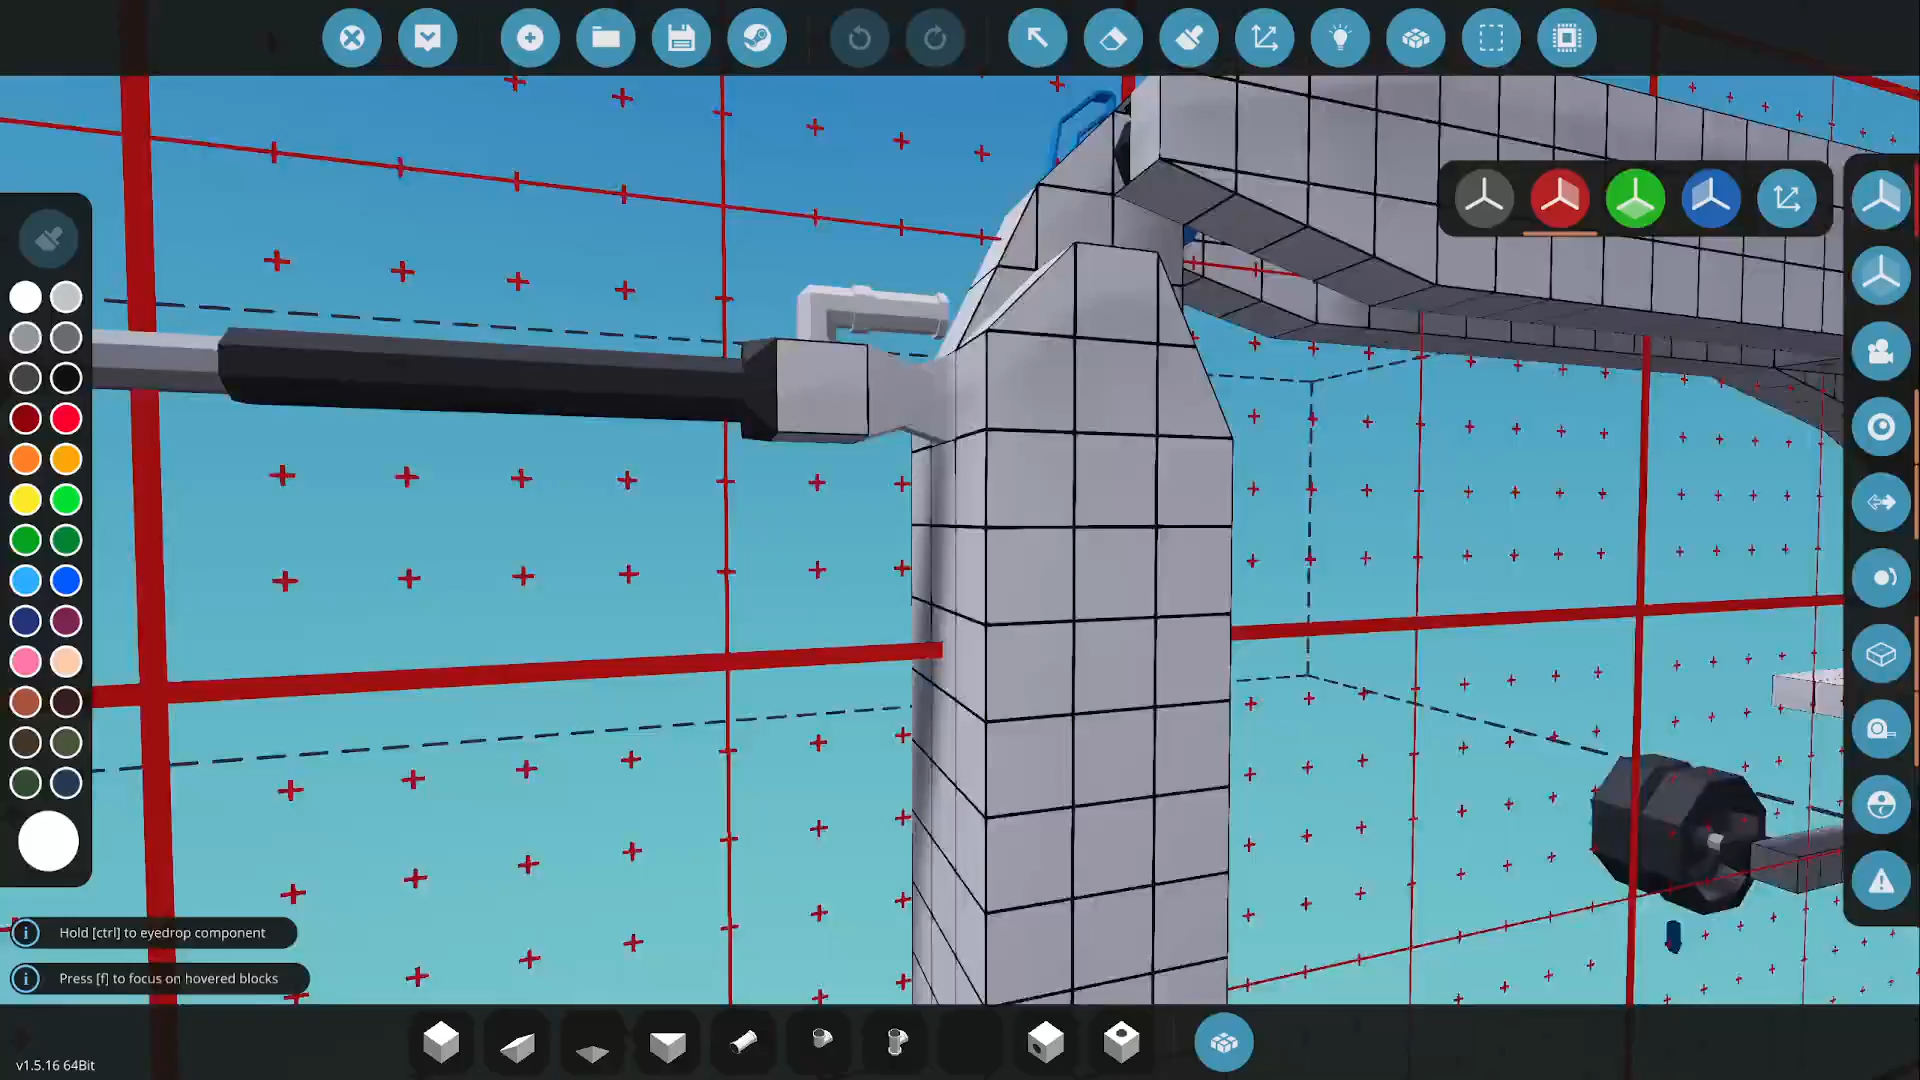 Hold [ctrl] to eyedrop component
Press [f] to focus on hovered blocks
v1.5.16 64Bit